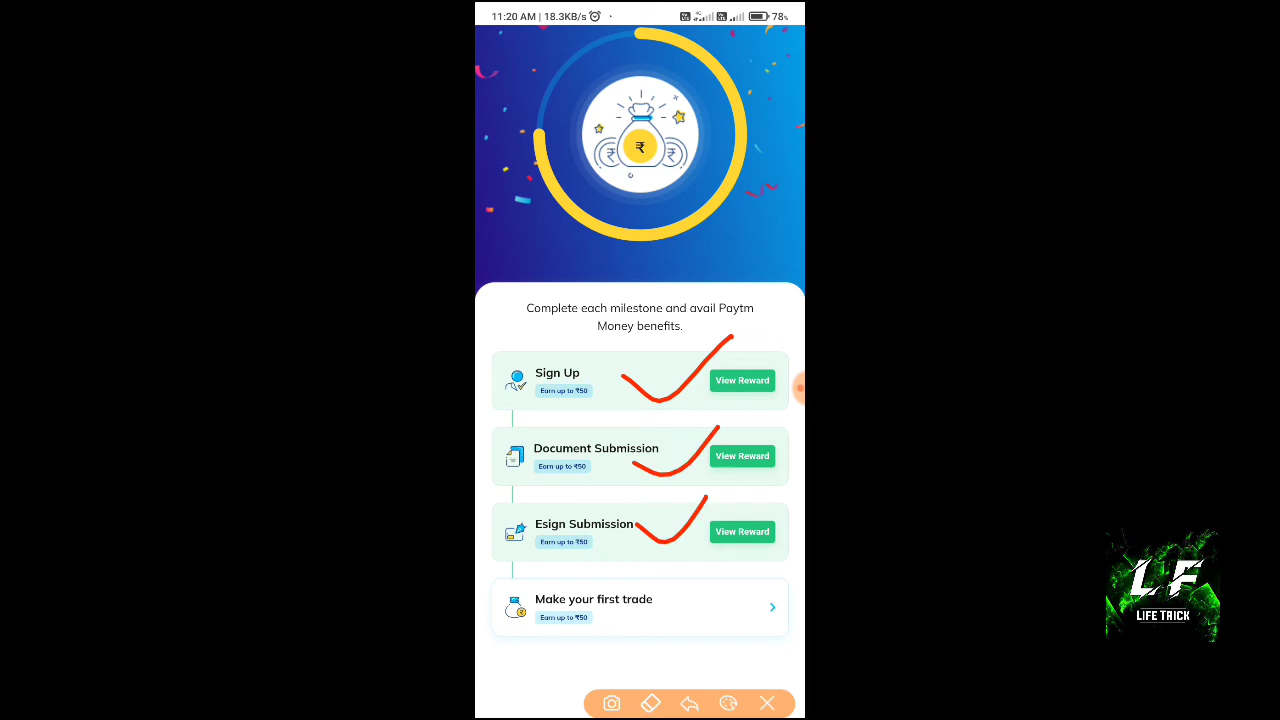 11:20 AM | 18.3KB/s
4G
78%
₹
₹ ₹
Complete each milestone and avail Paytm
Money benefits.
Sign Up
Earn up to ₹50
View Reward
Document Submission
Earn up to ₹50
View Reward
Esign Submission
Earn up to ₹50
View Reward
Make your first trade
Earn up to ₹50
LF
LIFE TRICK